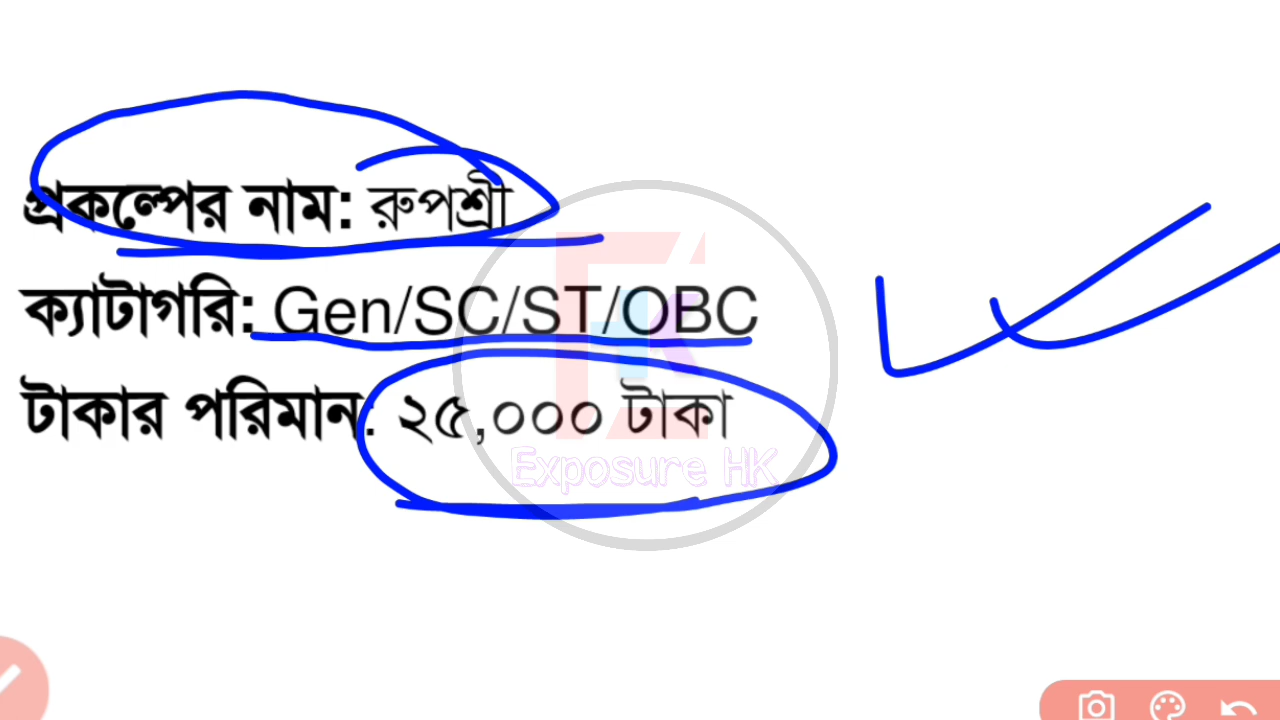 প্রকল্পের নাম: রুপশ্রী
ক্যাটাগরি: Gen/SC/ST/OBC
টাকার পরিমান: ২৫,০০০ টাকা
Exposure HK